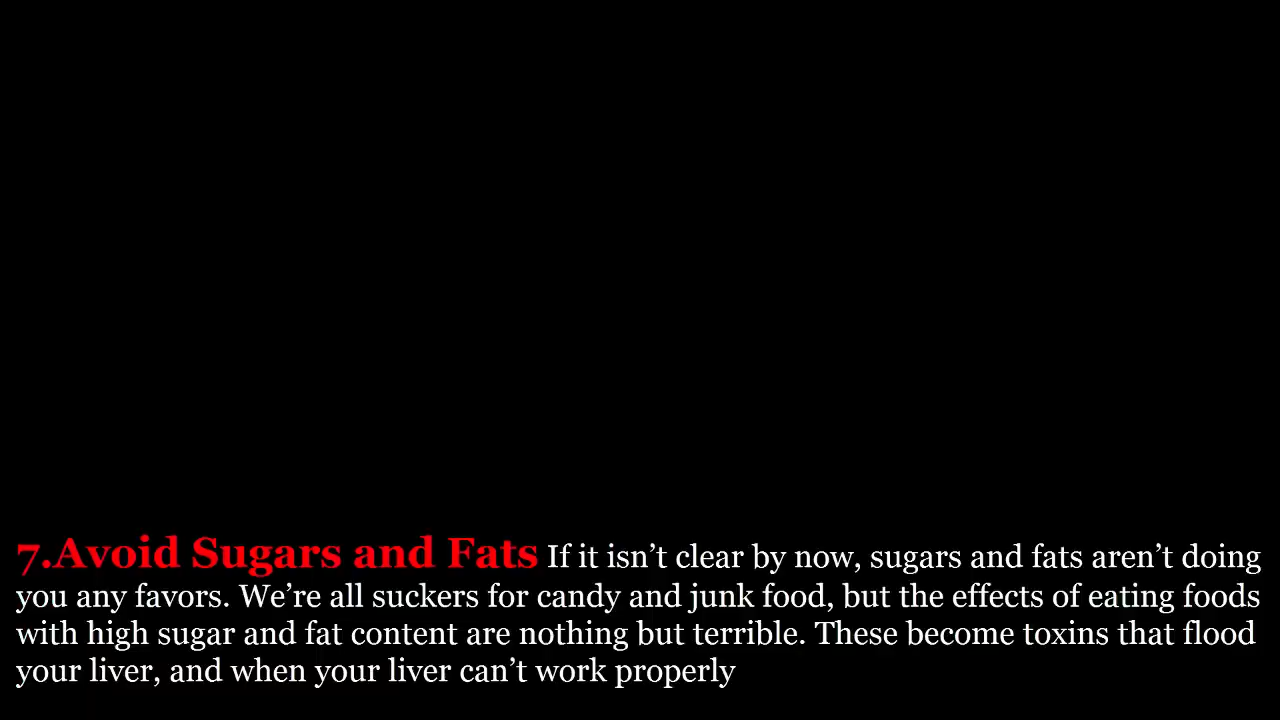 7.Avoid Sugars and Fats If it isn’t clear by now, sugars and fats aren’t doing
you any favors. We’re all suckers for candy and junk food, but the effects of eating foods
with high sugar and fat content are nothing but terrible. These become toxins that flood
your liver, and when your liver can’t work properly